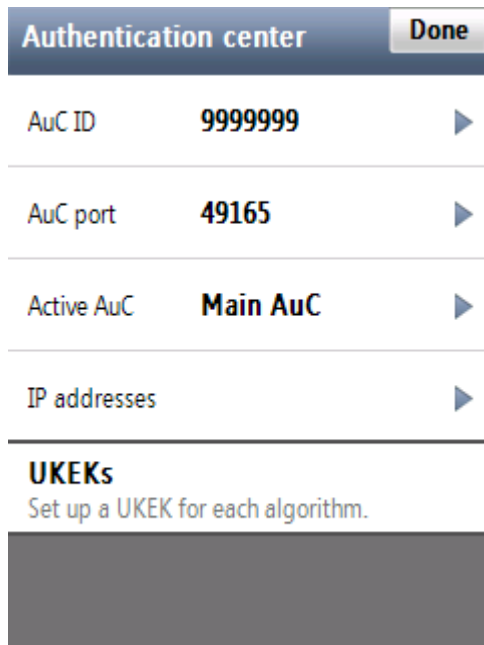 Authentication center Done
AuC ID 9999999
AuC port 49165
Active AuC Main AuC
IP addresses
UKEKs
Set up a UKEK for each algorithm.